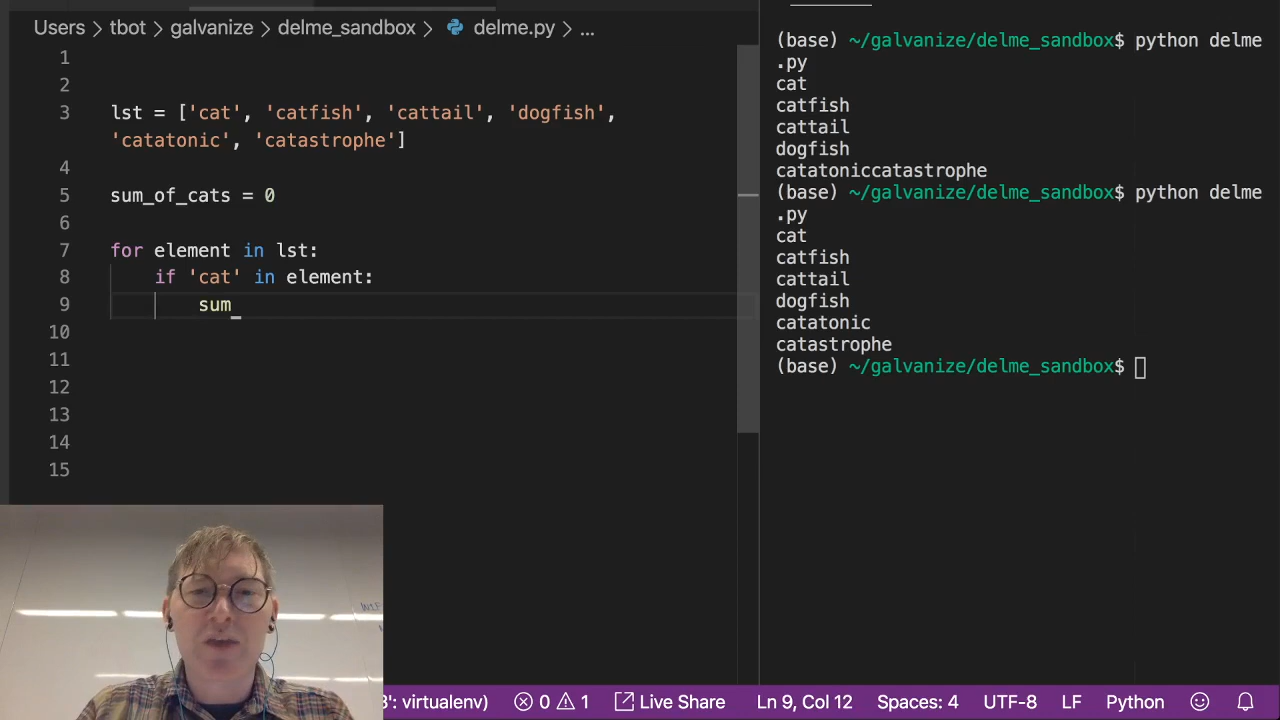 Users > tbot > galvanize > delme_sandbox > delme.py > ...
1
2
3 lst = ['cat', 'catfish', 'cattail', 'dogfish',
'catatonic', 'catastrophe']
4
5 sum_of_cats = 0
6
7 for element in lst:
8 if 'cat' in element:
9 sum
10
11
12
13
14
15
(base) ~/galvanize/delme_sandbox$ python delme
.py
cat
catfish
cattail
dogfish
catatoniccatastrophe
(base) ~/galvanize/delme_sandbox$ python delme
.py
cat
catfish
cattail
dogfish
catatonic
catastrophe
(base) ~/galvanize/delme_sandbox$
3': virtualenv) 0 1 Live Share Ln 9, Col 12 Spaces: 4 UTF-8 LF Python